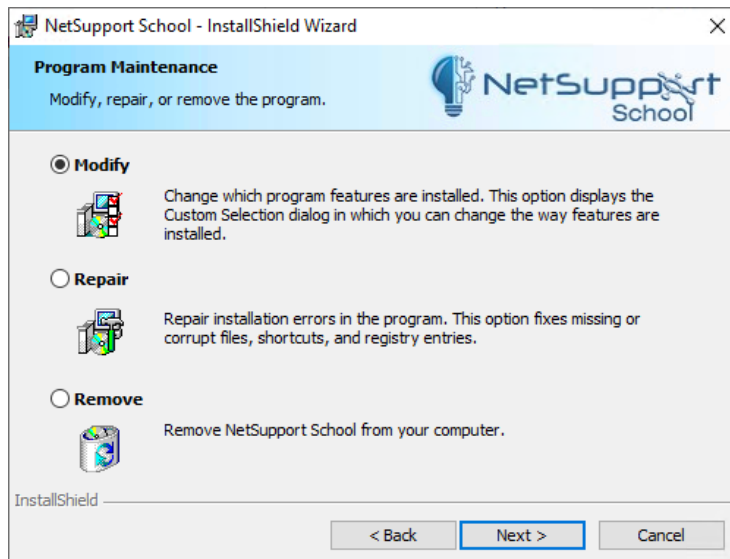 NetSupport School - InstallShield Wizard
Program Maintenance
Modify, repair, or remove the program.
NetSupport
School
Modify
Change which program features are installed. This option displays the
Custom Selection dialog in which you can change the way features are
installed.
Repair
Repair installation errors in the program. This option fixes missing or
corrupt files, shortcuts, and registry entries.
Remove
Remove NetSupport School from your computer.
InstallShield
< Back
Next >
Cancel